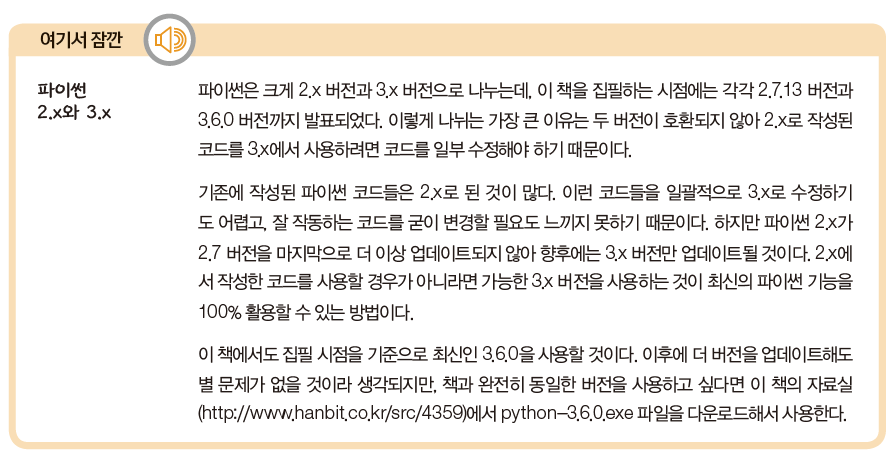 여기서 잠깐
파이썬
2.x와 3.x
파이썬은 크게 2.x 버전과 3.x 버전으로 나누는데, 이 책을 집필하는 시점에는 각각 2.7.13 버전과
3.6.0 버전까지 발표되었다. 이렇게 나뉘는 가장 큰 이유는 두 버전이 호환되지 않아 2.x로 작성된
코드를 3.x에서 사용하려면 코드를 일부 수정해야 하기 때문이다.
기존에 작성된 파이썬 코드들은 2.x로 된 것이 많다. 이런 코드들을 일괄적으로 3.x로 수정하기
도 어렵고, 잘 작동하는 코드를 굳이 변경할 필요도 느끼지 못하기 때문이다. 하지만 파이썬 2.x가
2.7 버전을 마지막으로 더 이상 업데이트되지 않아 향후에는 3.x 버전만 업데이트될 것이다. 2.x에
서 작성한 코드를 사용할 경우가 아니라면 가능한 3.x 버전을 사용하는 것이 최신의 파이썬 기능을
100% 활용할 수 있는 방법이다.
이 책에서도 집필 시점을 기준으로 최신인 3.6.0을 사용할 것이다. 이후에 더 버전을 업데이트해도
별 문제가 없을 것이라 생각되지만, 책과 완전히 동일한 버전을 사용하고 싶다면 이 책의 자료실
(http://www.hanbit.co.kr/src/4359)에서 python-3.6.0.exe 파일을 다운로드해서 사용한다.